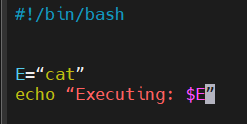 #!/bin/bash
E=“cat”
echo “Executing: $E”